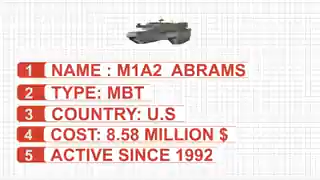 1 NAME : M1A2 ABRAMS
2 TYPE: MBT
3 COUNTRY: U.S
4 COST: 8.58 MILLION $
5 ACTIVE SINCE 1992